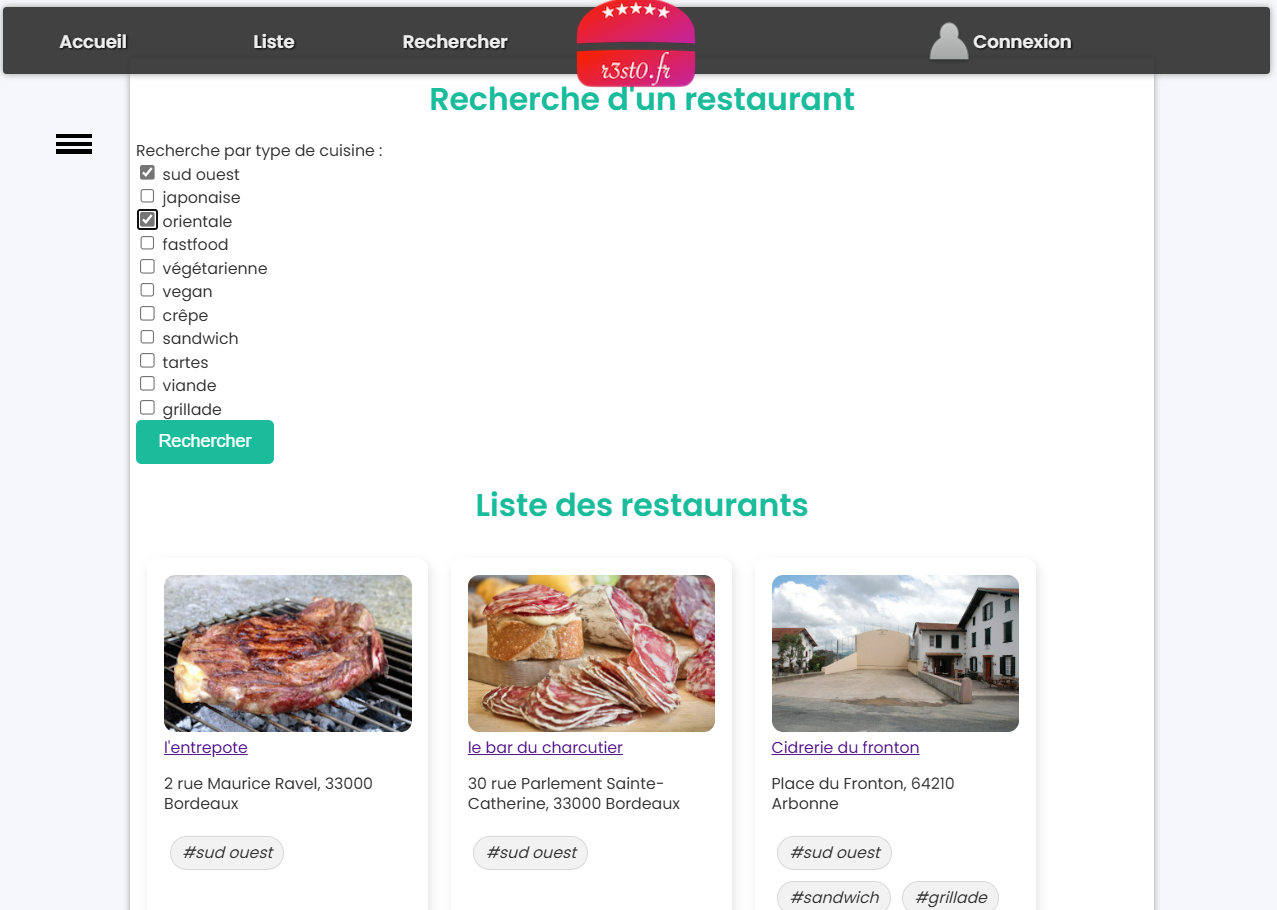 Accueil
Liste
Rechercher
r3st0.fr
Connexion
Recherche d'un restaurant
Recherche par type de cuisine :
sud ouest
japonaise
orientale
fastfood
végétarienne
vegan
crêpe
sandwich
tartes
viande
grillade
Rechercher
Liste des restaurants
l'entrepote
2 rue Maurice Ravel, 33000
Bordeaux
#sud ouest
le bar du charcutier
30 rue Parlement Sainte-
Catherine, 33000 Bordeaux
#sud ouest
Cidrerie du fronton
Place du Fronton, 64210
Arbonne
#sud ouest
#sandwich
#grillade